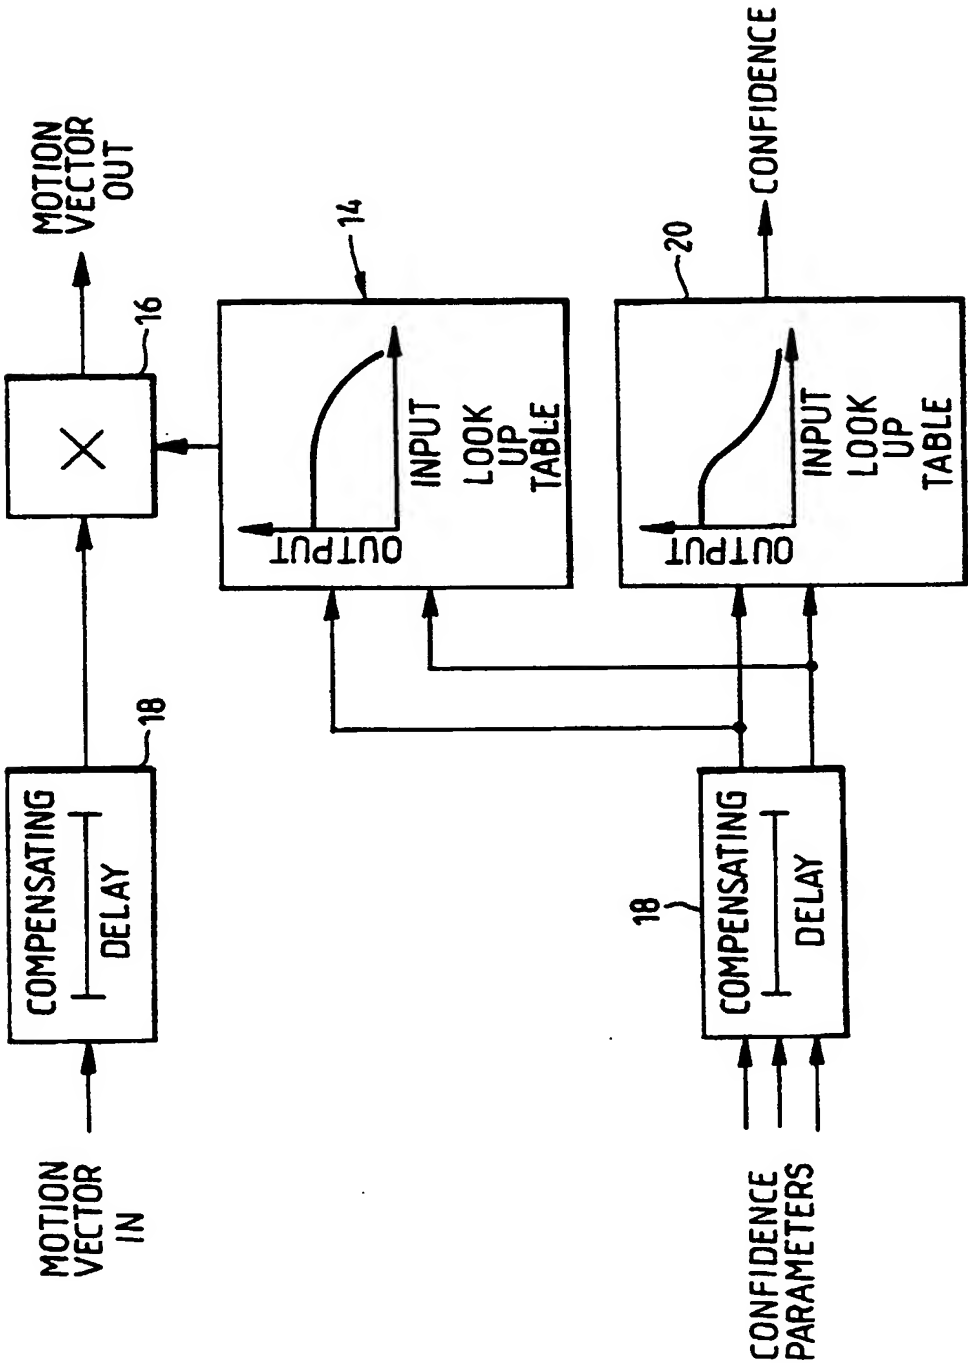 MOTION
VECTOR
IN
COMPENSATING
DELAY
18
16
MOTION
VECTOR
OUT
OUTPUT
INPUT
LOOK
UP
TABLE
14
CONFIDENCE
PARAMETERS
COMPENSATING
DELAY
18
OUTPUT
INPUT
LOOK
UP
TABLE
20
CONFIDENCE